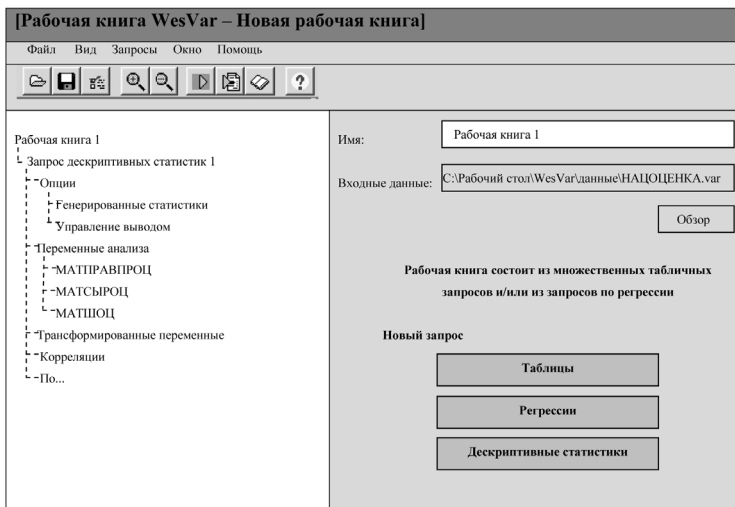 [Рабочая книга WesVar – Новая рабочая книга]
Файл Вид Запросы Окно Помощь
?
Рабочая книга 1
Запрос дескриптивных статистик 1
Опции
Генерированные статистики
Управление выводом
Переменные анализа
МАТПРАВПРОЦ
МАТСЫРОЦ
МАТШОЦ
Трансформированные переменные
Корреляции
По...
Имя:
Рабочая книга 1
Входные данные:
C:\Рабочий стол\WesVar\данные\НАЦОЦЕНКА.var
Обзор
Рабочая книга состоит из множественных табличных
запросов и/или из запросов по регрессии
Новый запрос
Таблицы
Регрессии
Дескриптивные статистики